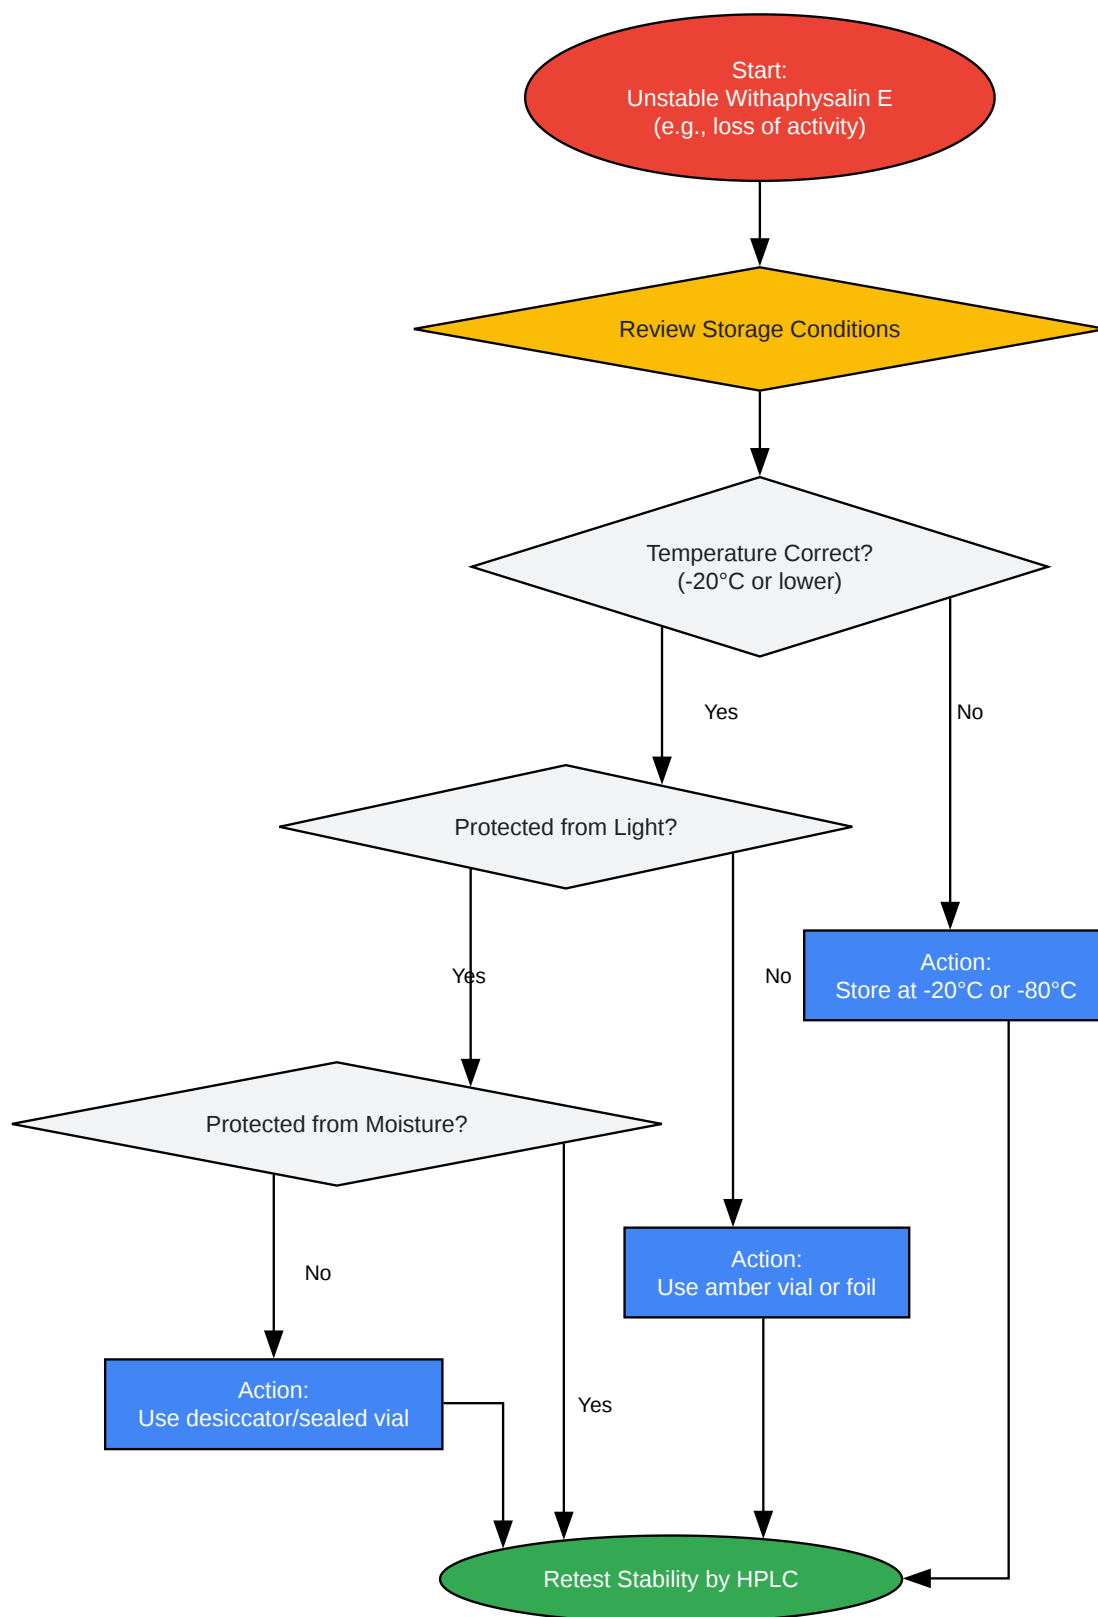 Start:
Unstable Withaphysalin E
(e.g., loss of activity)
Review Storage Conditions
Temperature Correct?
(-20°C or lower)
Yes
No
Protected from Light?
Action:
Store at -20°C or -80°C
Yes
No
Protected from Moisture?
Action:
Use amber vial or foil
No
Action:
Use desiccator/sealed vial
Yes
Retest Stability by HPLC